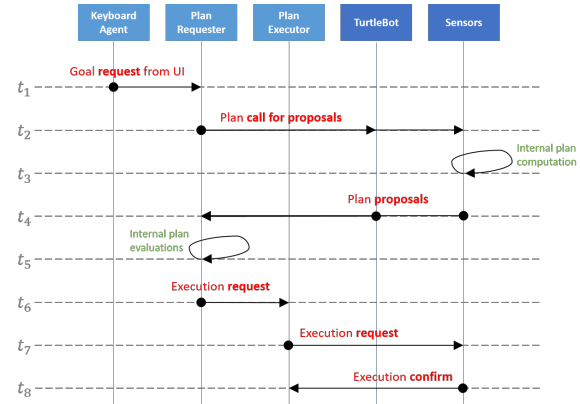 Keyboard
Agent
Plan
Requester
Plan
Executor
TurtleBot
Sensors
Goal request from UI
t1
Plan call for proposals
t2
Internal plan
computation
t3
Plan proposals
t4
Internal plan
evaluations
t5
Execution request
t6
Execution request
t7
Execution confirm
t8